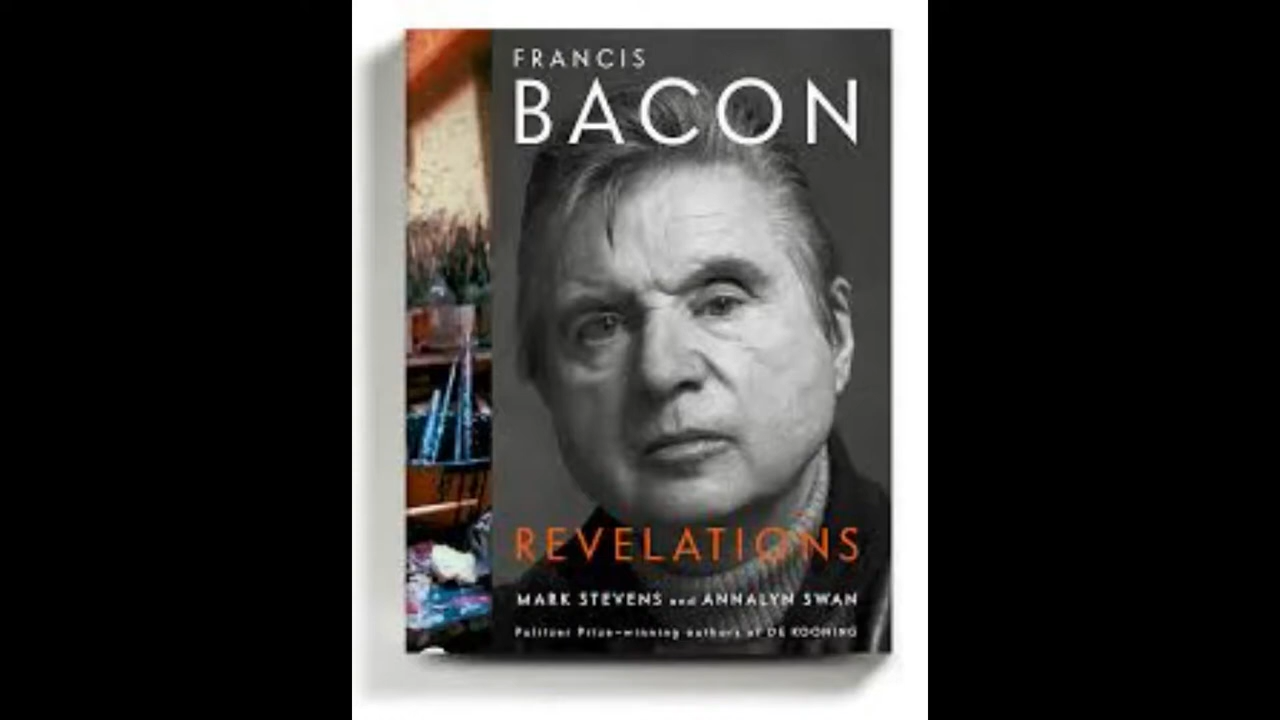 FRANCIS
BACON
REVELATIONS
MARK STEVENS and ANNALYN SWAN
Pulitzer Prize–winning authors of DE KOONING